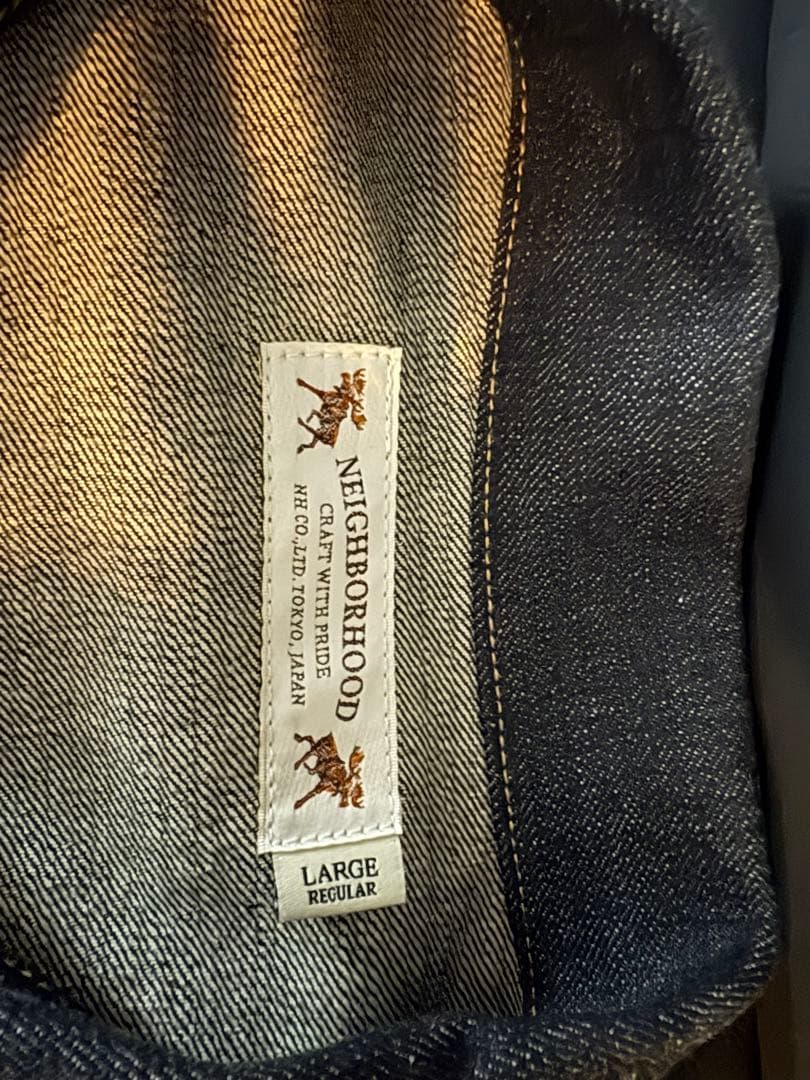 NEIGHBORHOOD
CRAFT WITH PRIDE
NH CO.,LTD. TOKYO, JAPAN
LARGE
REGULAR